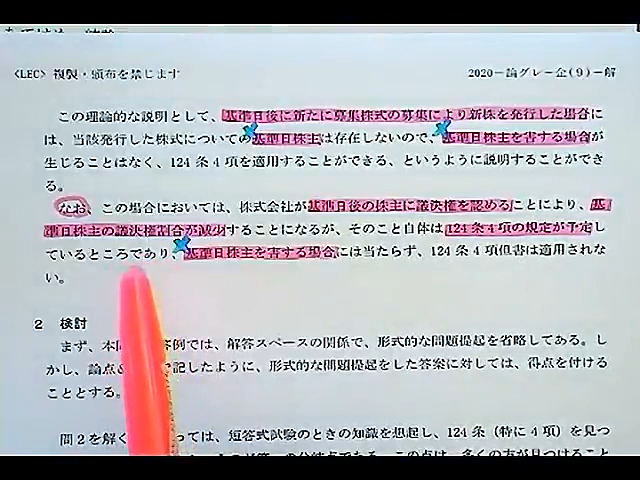 〈LEC〉複製・頒布を禁じます
2020－論グレ－企(9)－解
この理論的な説明として、基準日後に新たに募集株式の募集により新株を発行した場合に
は、当該発行した株式についての基準日株主は存在しないので、基準日株主を害する場合が
生じることはなく、124条4項を適用することができる、というように説明することができ
る。
なお、この場合においては、株式会社が基準日後の株主に議決権を認めることにより、基
準日株主の議決権割合が減少することになるが、そのこと自体は124条4項の規定が予定し
ているところであり、基準日株主を害する場合には当たらず、124条4項但書は適用されな
い。
2 検討
まず、本 答例では、解答スペースの関係で、形式的な問題提起を省略してある。し
かし、論点 記したように、形式的な問題提起をした答案に対しては、得点を付ける
こととする。
問2を解く っては、短答式試験のときの知識を想起し、124条（特に4項）を見つ